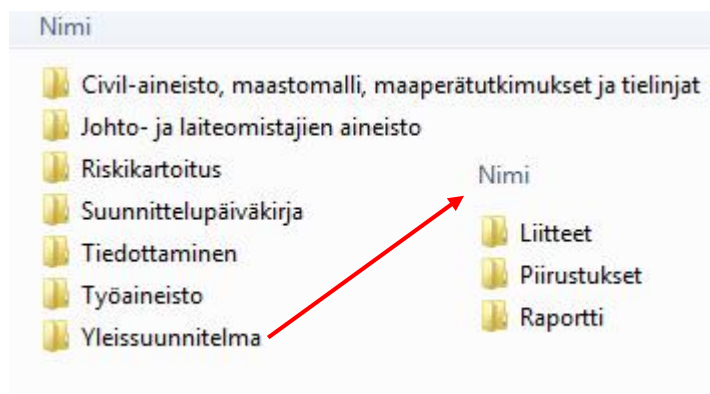 Nimi
Civil-aineisto, maastomalli, maaperätutkimukset ja tielinjat
Johto- ja laiteomistajien aineisto
Riskikartoitus
Suunnittelupäiväkirja
Tiedottaminen
Työaineisto
Yleissuunnitelma
Nimi
Liitteet
Piirustukset
Raportti